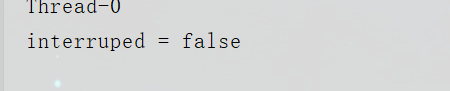 Thread-0
interruped = false